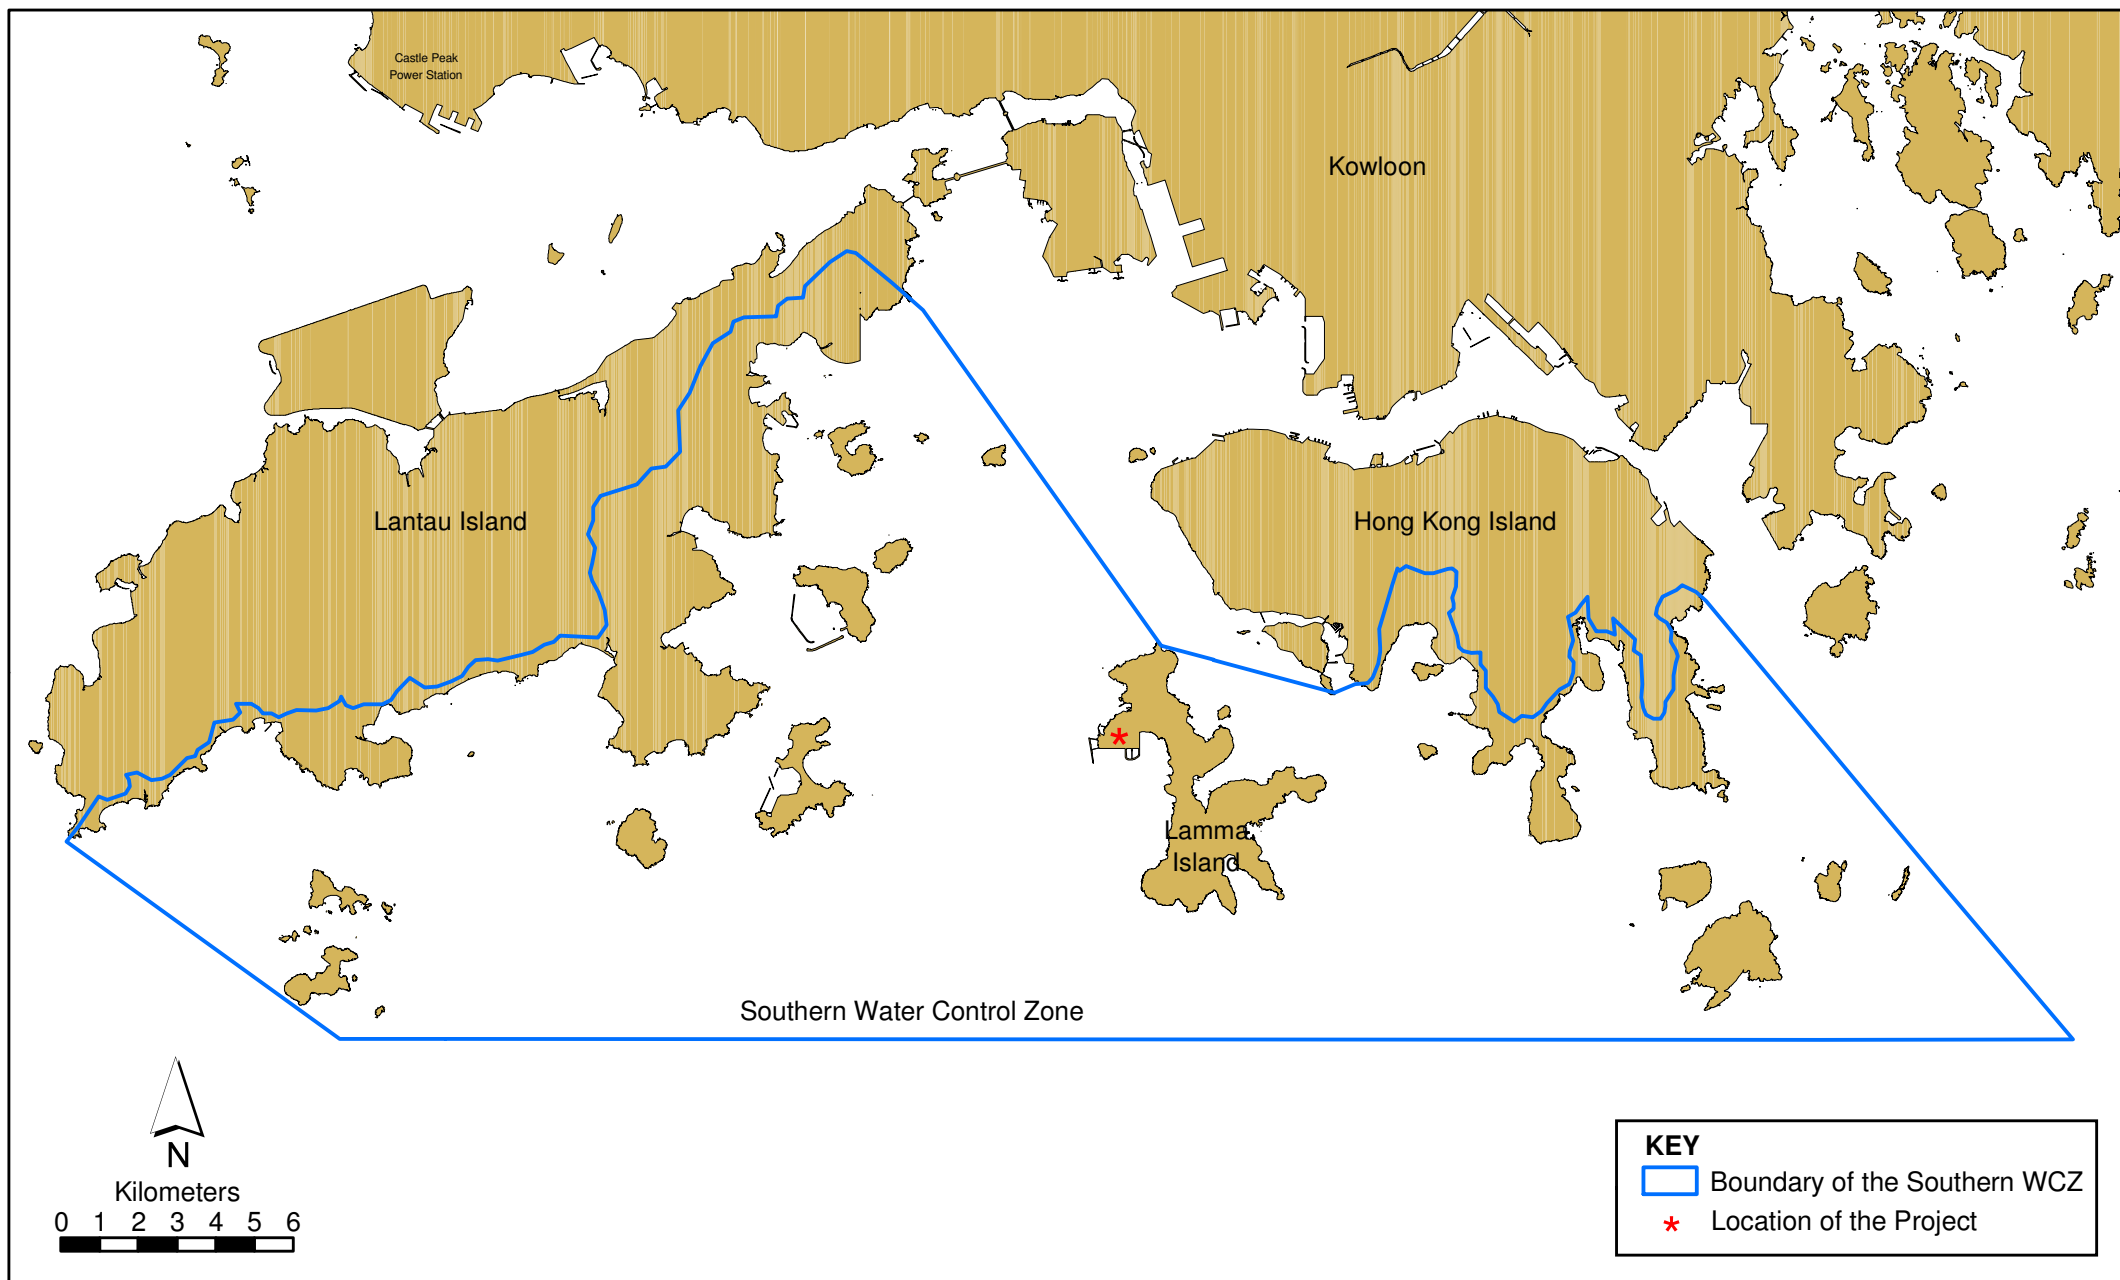 Castle Peak
Power Station
Kowloon
Lantau Island
Hong Kong Island
Lamma
Island
Southern Water Control Zone
N
Kilometers
0 1 2 3 4 5 6
KEY
Boundary of the Southern WCZ
* Location of the Project